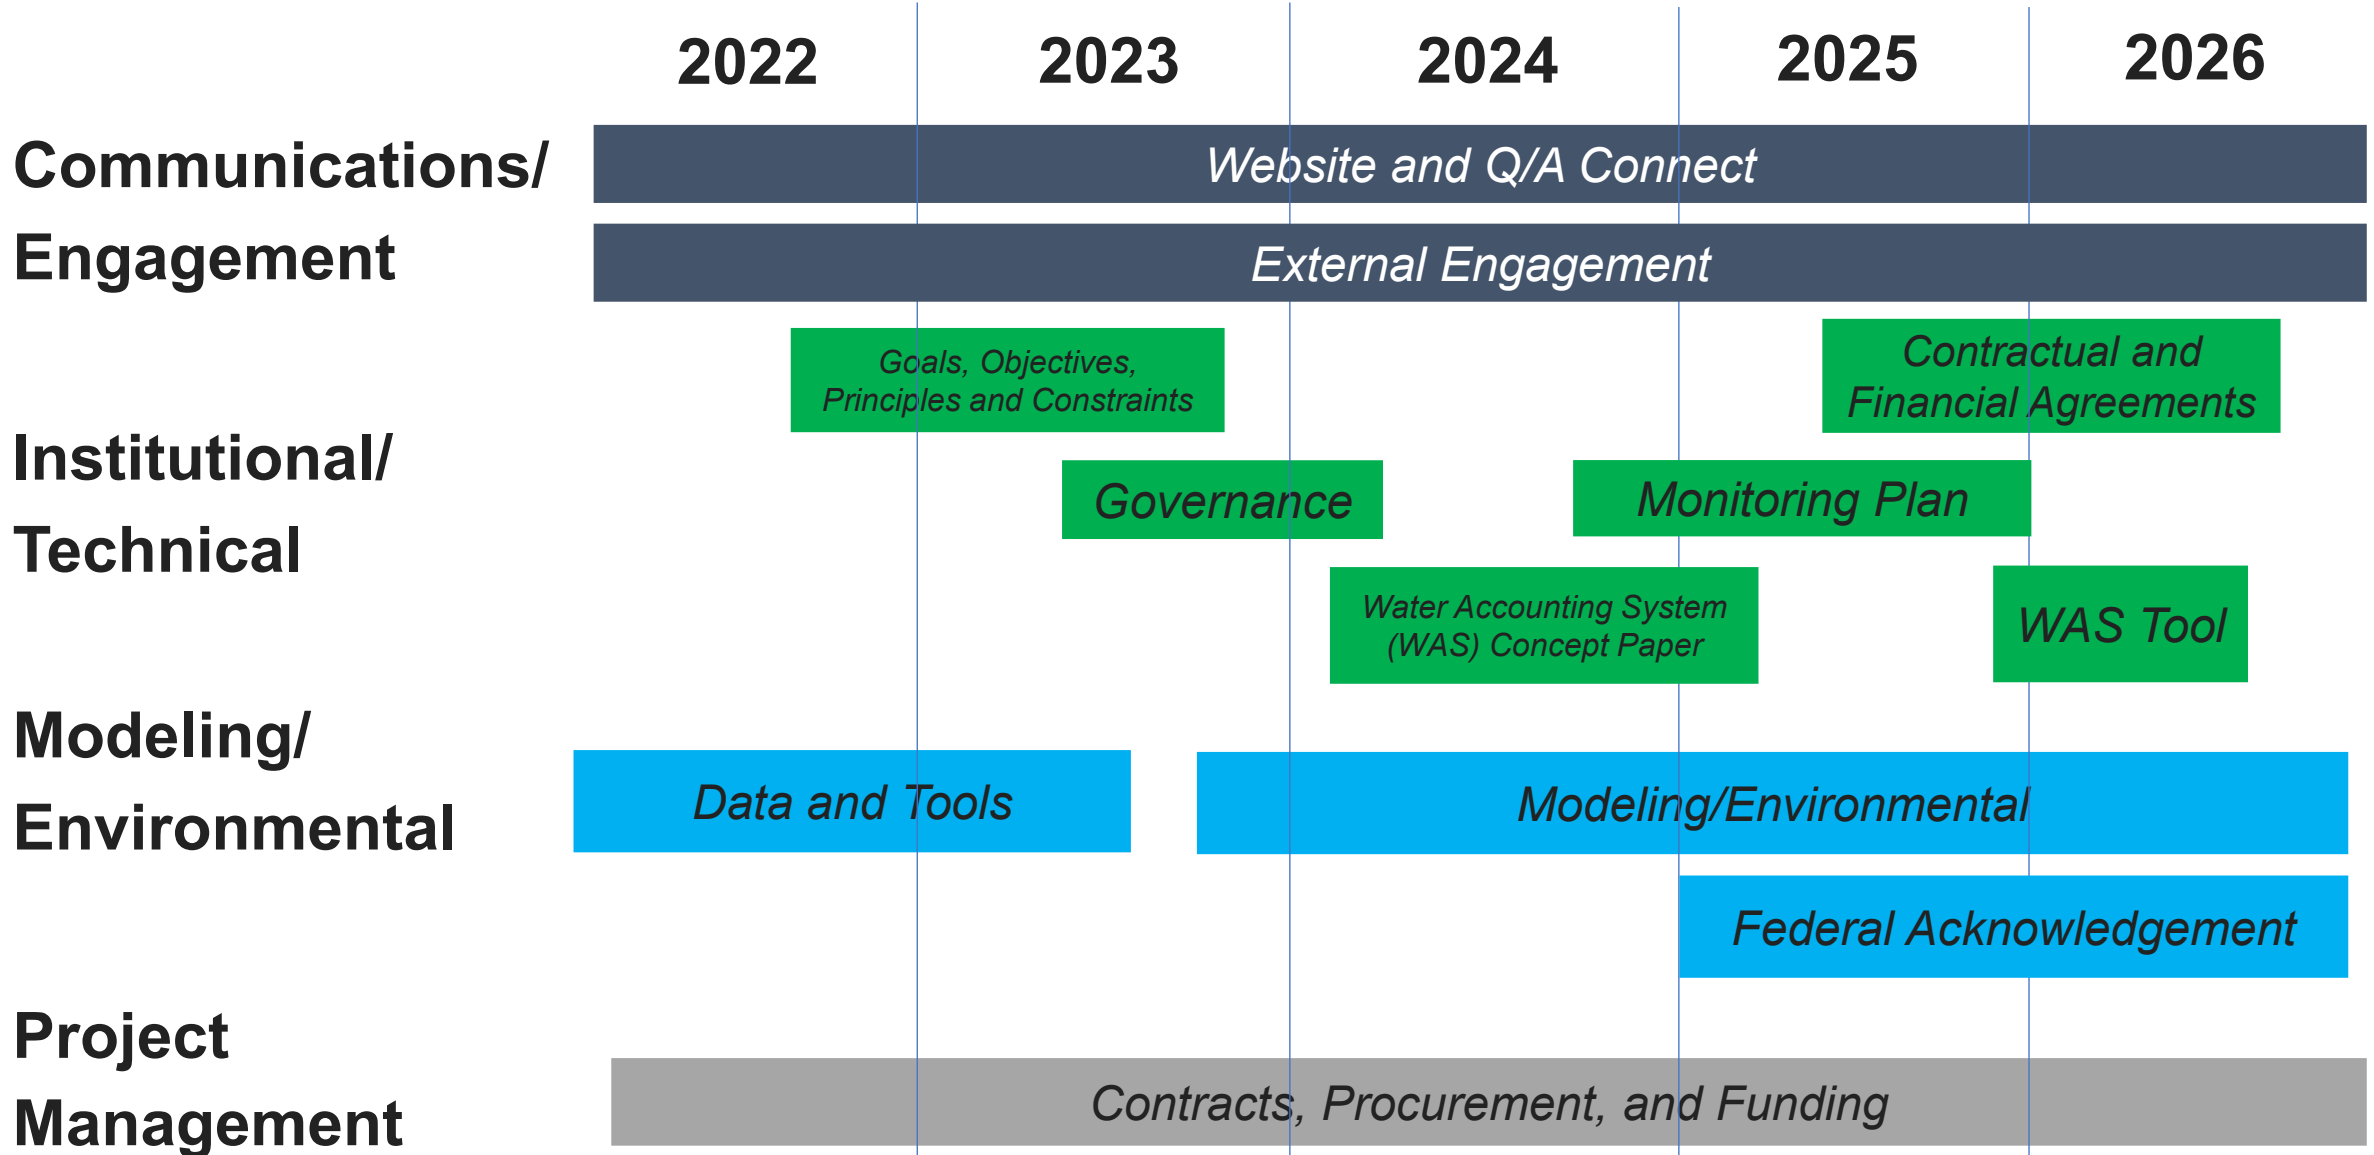 2022 2023 2024 2025 2026
Communications/
Engagement
Website and Q/A Connect
External Engagement
Institutional/
Technical
Goals, Objectives,
Principles and Constraints
Contractual and
Financial Agreements
Governance
Monitoring Plan
Water Accounting System
(WAS) Concept Paper
WAS Tool
Modeling/
Environmental
Data and Tools
Modeling/Environmental
Federal Acknowledgement
Project
Management
Contracts, Procurement, and Funding